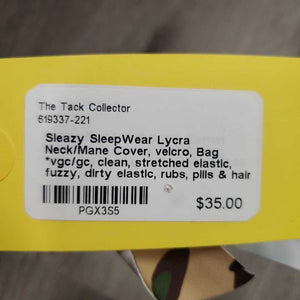 The Tack Collector
619337-221
Sleazy SleepWear Lycra
Neck/Mane Cover, velcro, Bag
*vgc/gc, clean, stretched elastic,
fuzzy, dirty elastic, rubs, pills & hair
$35.00
PGX3S5